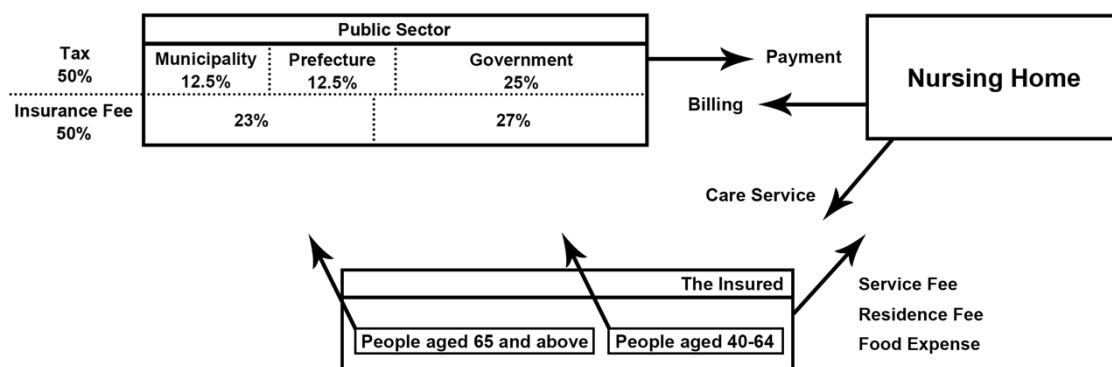 Public Sector
Tax
50%
Municipality
12.5%
Prefecture
12.5%
Government
25%
Payment
Nursing Home
Billing
Insurance Fee
50%
23%
27%
Care Service
The Insured
People aged 65 and above
People aged 40-64
Service Fee
Residence Fee
Food Expense